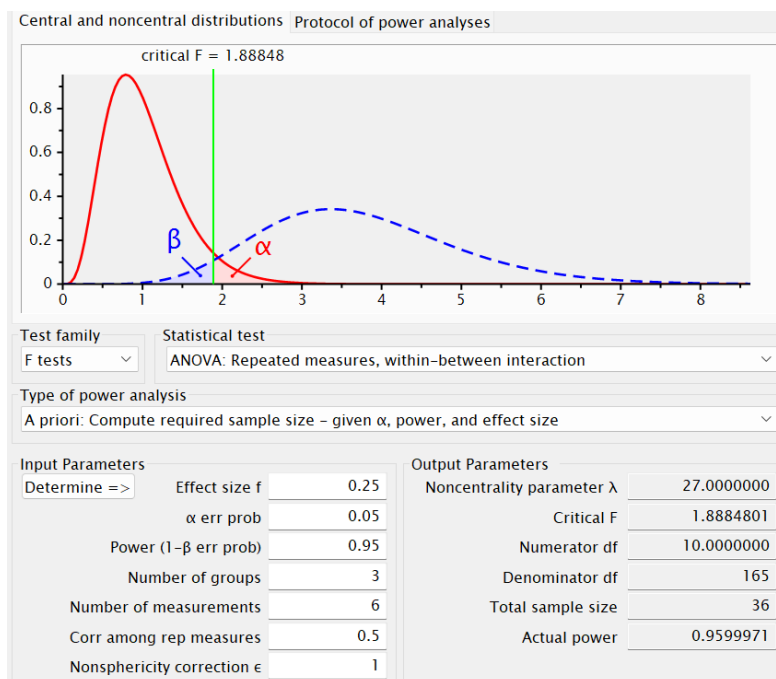 Central and noncentral distributions Protocol of power analyses
critical F = 1.88848
0.8
0.6
0.4
0.2
0
β
α
0 1 2 3 4 5 6 7 8
Test family Statistical test
F tests ANOVA: Repeated measures, within-between interaction
Type of power analysis
A priori: Compute required sample size - given α, power, and effect size
Input Parameters Output Parameters
Determine => Effect size f 0.25 Noncentrality parameter λ 27.0000000
α err prob 0.05 Critical F 1.8884801
Power (1-β err prob) 0.95 Numerator df 10.0000000
Number of groups 3 Denominator df 165
Number of measurements 6 Total sample size 36
Corr among rep measures 0.5 Actual power 0.9599971
Nonsphericity correction ϵ 1